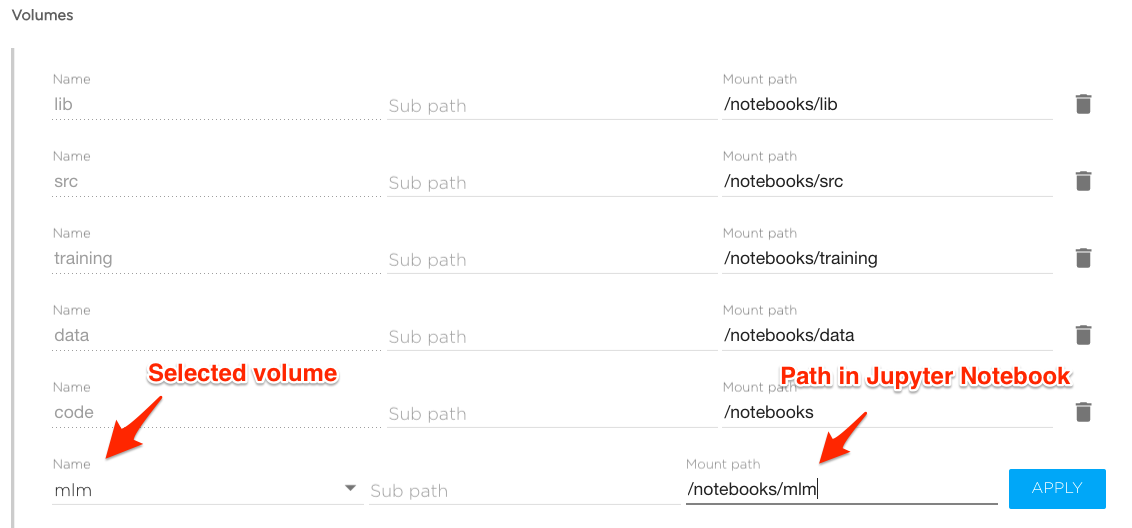 Volumes
Name Mount path
lib Sub path /notebooks/lib
Name Mount path
src Sub path /notebooks/src
Name Mount path
training Sub path /notebooks/training
Name Mount path
data Sub path /notebooks/data
Selected volume Path in Jupyter Notebook
Name Mount path
code Sub path /notebooks
Name Mount path
mlm Sub path /notebooks/mlm APPLY